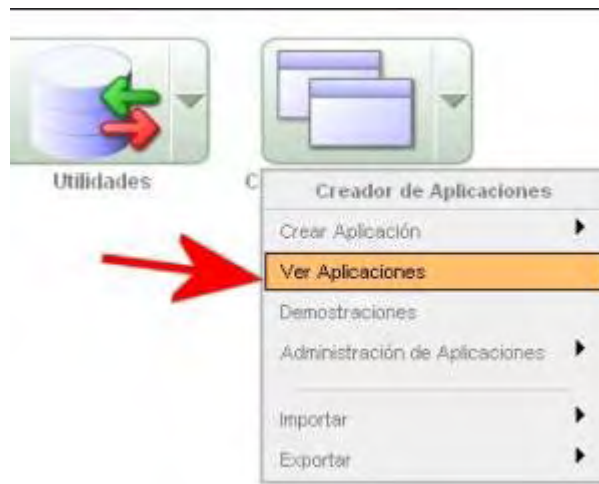 Utilidades
C
Creador de Aplicaciones
Crear Aplicación
Ver Aplicaciones
Demostraciones
Administración de Aplicaciones
Importar
Exportar